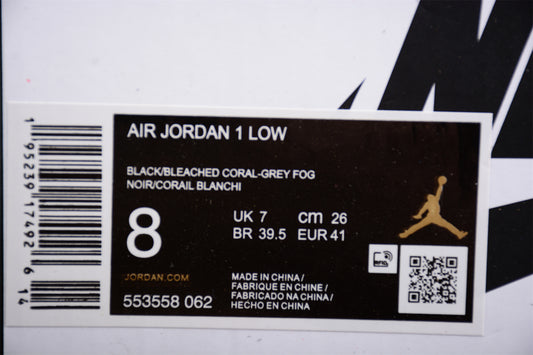 AIR JORDAN 1 LOW
BLACK/BLEACHED CORAL-GREY FOG
NOIR/CORAIL BLANCHI
8
UK 7 cm 26
BR 39.5 EUR 41
JORDAN.COM
553558 062
MADE IN CHINA /
FABRIQUE EN CHINE /
FABRICADO NA CHINA /
HECHO EN CHINA
1 95239 17492 6 14